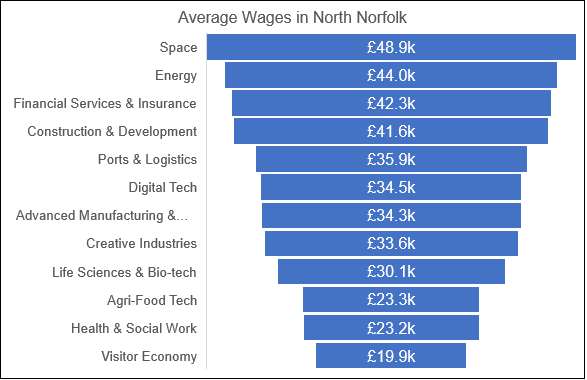 Average Wages in North Norfolk
Space £48.9k
Energy £44.0k
Financial Services & Insurance £42.3k
Construction & Development £41.6k
Ports & Logistics £35.9k
Digital Tech £34.5k
Advanced Manufacturing &... £34.3k
Creative Industries £33.6k
Life Sciences & Bio-tech £30.1k
Agri-Food Tech £23.3k
Health & Social Work £23.2k
Visitor Economy £19.9k